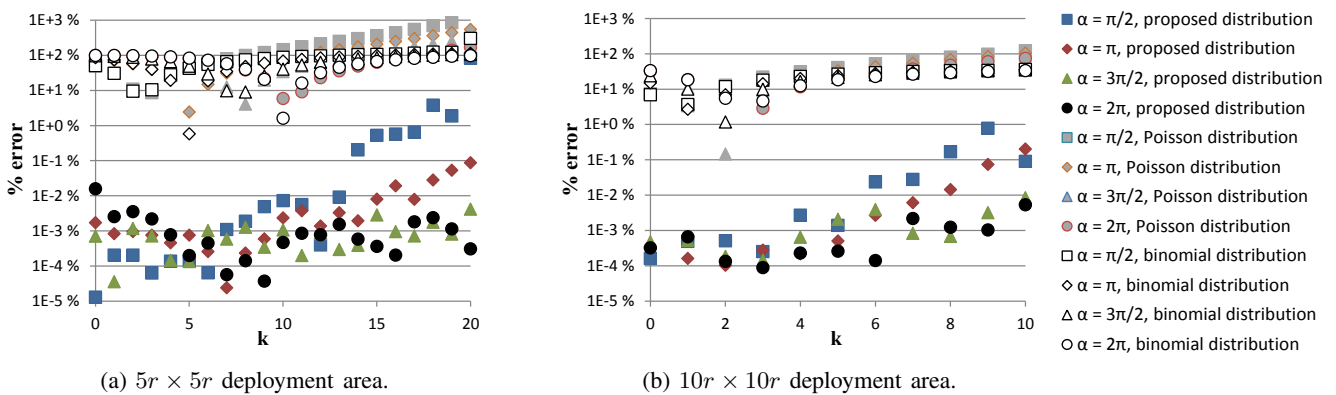 1E+3 %
1E+2 %
1E+1 %
1E+0 %
1E-1 %
1E-2 %
1E-3 %
1E-4 %
1E-5 %
% error
0 5 10 15 20
k
(a) 5r × 5r deployment area.
1E+3 %
1E+2 %
1E+1 %
1E+0 %
1E-1 %
1E-2 %
1E-3 %
1E-4 %
1E-5 %
% error
0 2 4 6 8 10
k
(b) 10r × 10r deployment area.
α = π/2, proposed distribution
α = π, proposed distribution
α = 3π/2, proposed distribution
α = 2π, proposed distribution
α = π/2, Poisson distribution
α = π, Poisson distribution
α = 3π/2, Poisson distribution
α = 2π, Poisson distribution
α = π/2, binomial distribution
α = π, binomial distribution
α = 3π/2, binomial distribution
α = 2π, binomial distribution